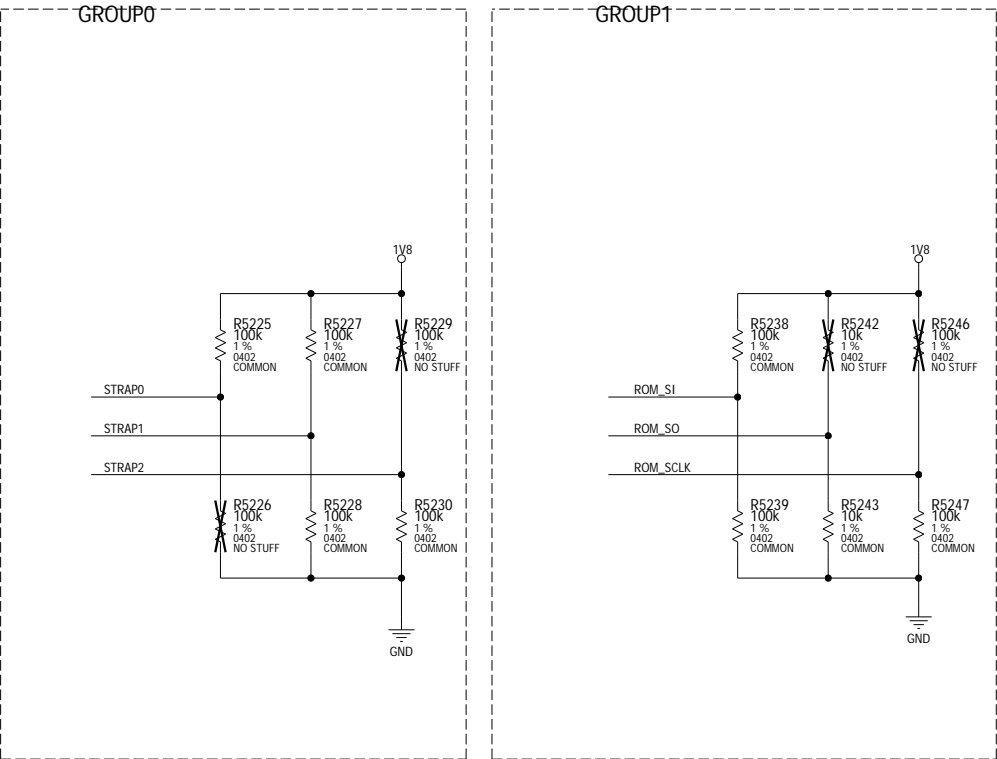 GROUP0
1V8
R5225
100k
1 %
0402
COMMON
R5227
100k
1 %
0402
COMMON
R5229
100k
1 %
0402
NO STUFF
STRAP0
STRAP1
STRAP2
R5226
100k
1 %
0402
NO STUFF
R5228
100k
1 %
0402
COMMON
R5230
100k
1 %
0402
COMMON
GND
GROUP1
1V8
R5238
100k
1 %
0402
COMMON
R5242
10k
1 %
0402
NO STUFF
R5246
100k
1 %
0402
NO STUFF
ROM_SI
ROM_SO
ROM_SCLK
R5239
100k
1 %
0402
COMMON
R5243
10k
1 %
0402
COMMON
R5247
100k
1 %
0402
COMMON
GND